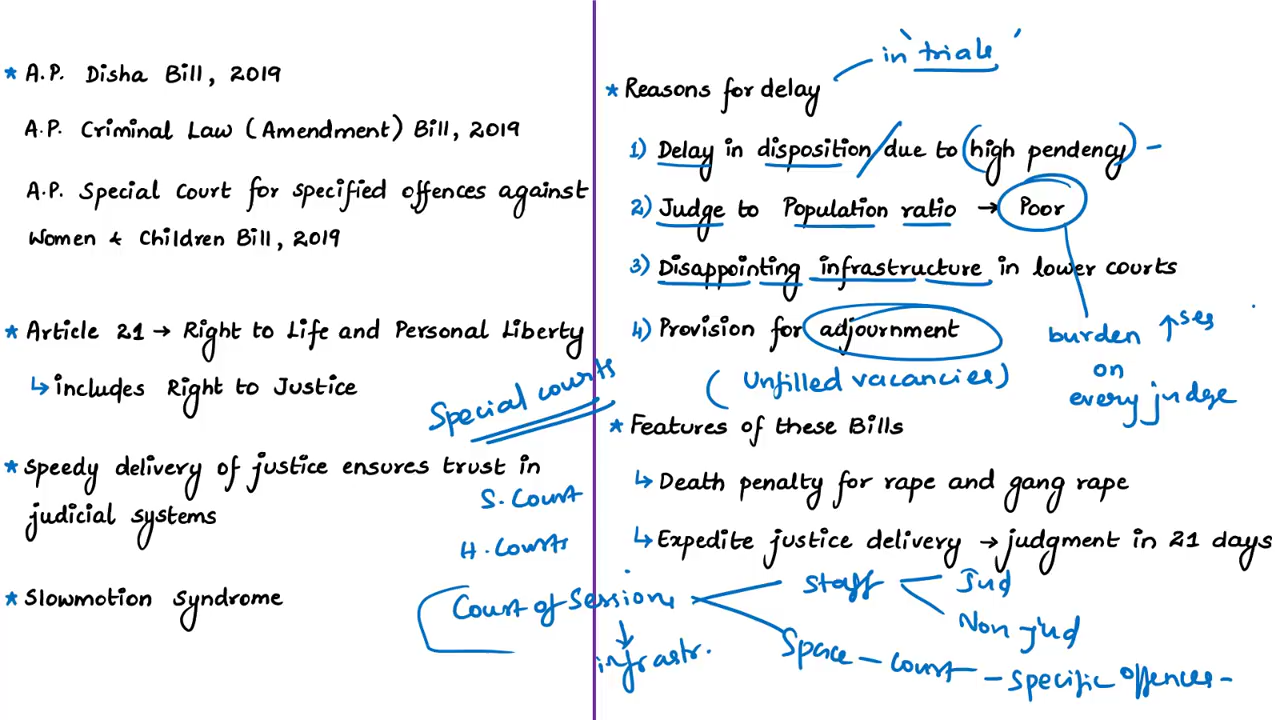 * A.P. Disha Bill, 2019
A.P. Criminal Law (Amendment) Bill, 2019
A.P. Special Court for specified offences against
Women & Children Bill, 2019
* Article 21 → Right to Life and Personal Liberty
↳ includes Right to Justice
Special courts
* Speedy delivery of justice ensures trust in
judicial systems
S. Court
H. Courts
* Slowmotion Syndrome
Court of Session
infrastr.
in 'trials'
* Reasons for delay
1) Delay in disposition / due to (high pendency) -
2) Judge to Population ratio → Poor
3) Disappointing infrastructure in lower courts
4) Provision for adjournment
burden ↑ses
on
every judge
(Unfilled vacancies)
* Features of these Bills
↳ Death penalty for rape and gang rape
↳ Expedite justice delivery → judgment in 21 days
Staff
Jud
Non jud
Space - court - specific offences -